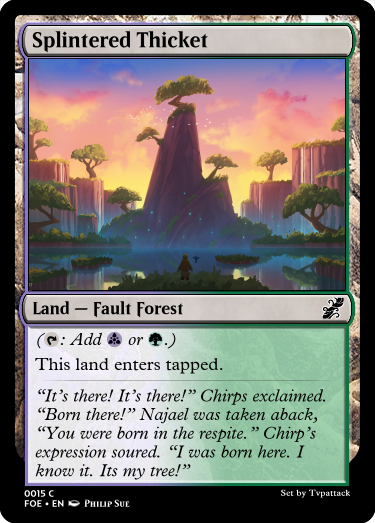 Splintered Thicket
Land — Fault Forest
(: Add  or .)
This land enters tapped.
“It’s there! It’s there!” Chirps exclaimed.
“Born there!” Najael was taken aback,
“You were born in the respite.” Chirp’s
expression soured. “I was born here. I
know it. Its my tree!”
0015 C
FOE • EN Philip Sue
Set by Tvpattack